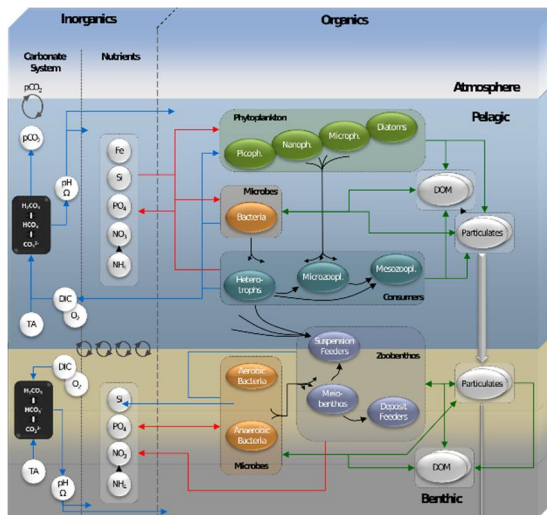 Inorganics
Organics
Carbonate
System
Nutrients
pCO₂
Atmosphere
Pelagic
Phytoplankton
Picoph.
Nanoph.
Microph.
Diatoms
pCO₂
Fe
Si
PO₄
NO₃
NH₄
pH
Ω
H₂CO₃
HCO₃
CO₃²⁻
Microbes
Bacteria
DOM
Particulates
Hetero-
trophs
Microzoopl.
Mesozoopl.
Consumers
DIC
O₂
TA
DIC
O₂
H₂CO₃
HCO₃
CO₃²⁻
TA
pH
Ω
Si
PO₄
NO₃
NH₄
Aerobic
Bacteria
Anaerobic
Bacteria
Microbes
Suspension
Feeders
Zoobenthos
Meio-
benthos
Deposit
Feeders
Particulates
DOM
Benthic